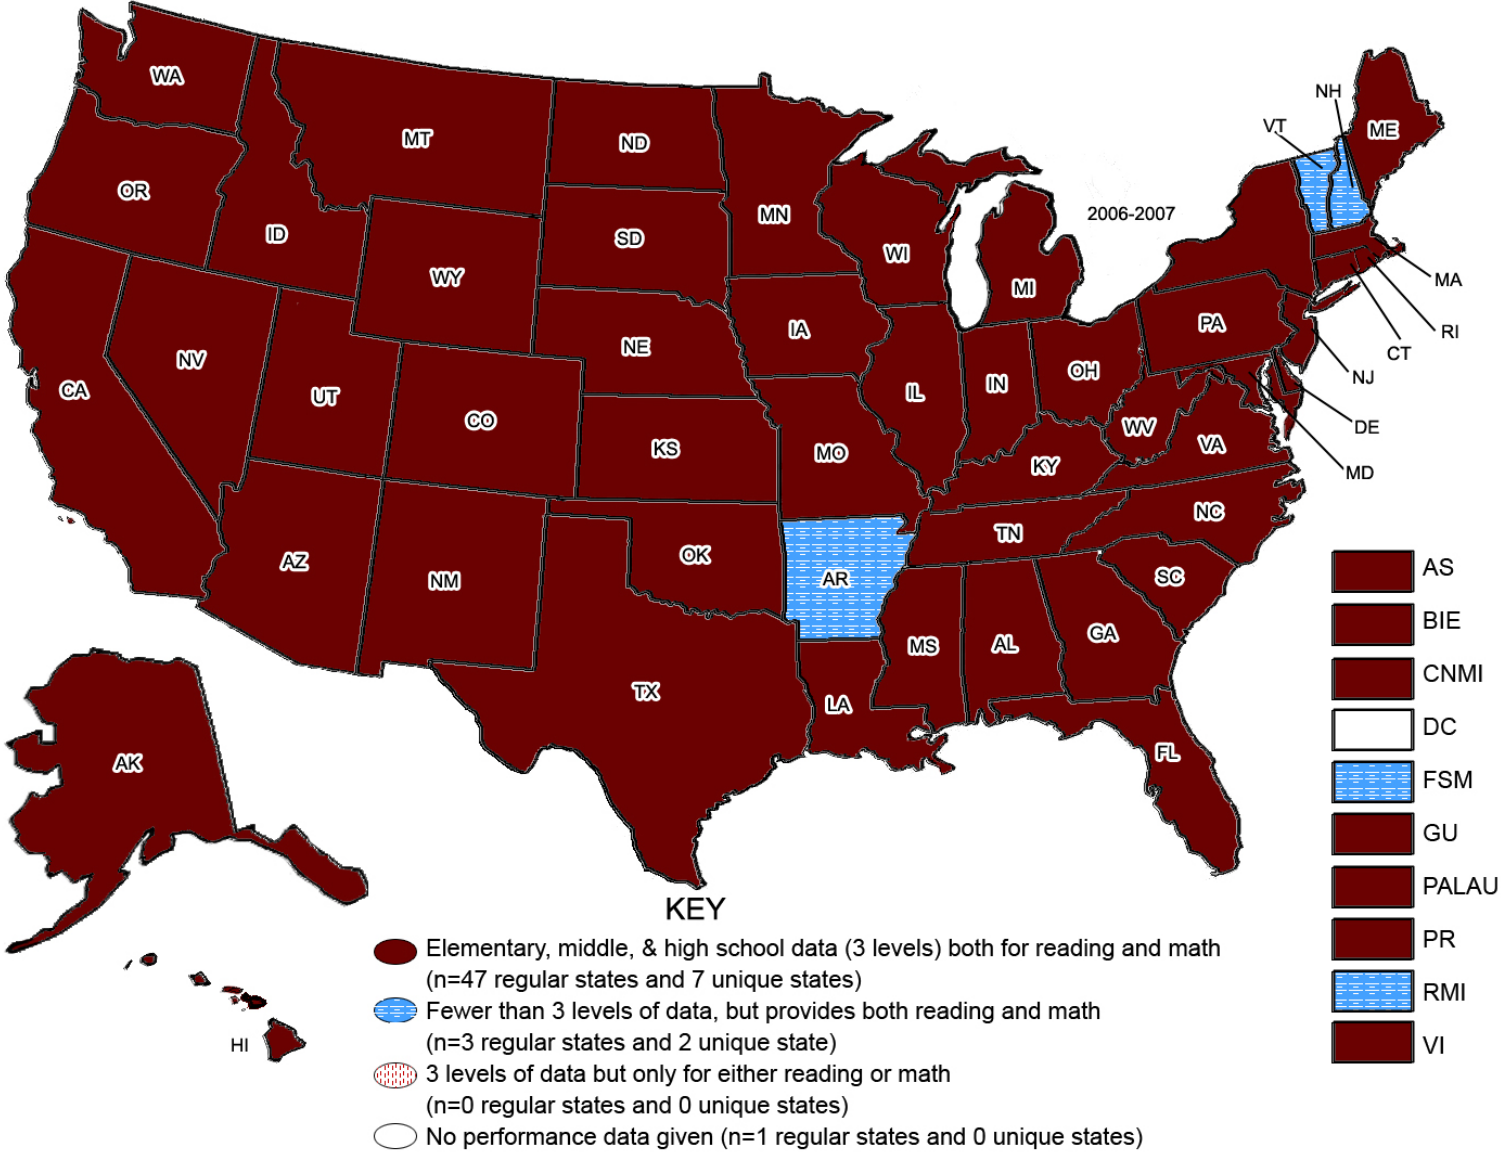 WA
MT
ND
OR
ID
MN
SD
WI
WY
MI
2006-2007
NH
VT
ME
MA
RI
CT
NJ
DE
MD
PA
NV
CA
UT
CO
NE
IA
IL
IN
OH
KS
MO
KY
WV
VA
NC
TN
SC
AZ
NM
OK
AR
MS
AL
GA
TX
LA
FL
AK
HI
AS
BIE
CNMI
DC
FSM
GU
PALAU
PR
RMI
VI
KEY
Elementary, middle, & high school data (3 levels) both for reading and math
(n=47 regular states and 7 unique states)
Fewer than 3 levels of data, but provides both reading and math
(n=3 regular states and 2 unique state)
3 levels of data but only for either reading or math
(n=0 regular states and 0 unique states)
No performance data given (n=1 regular states and 0 unique states)